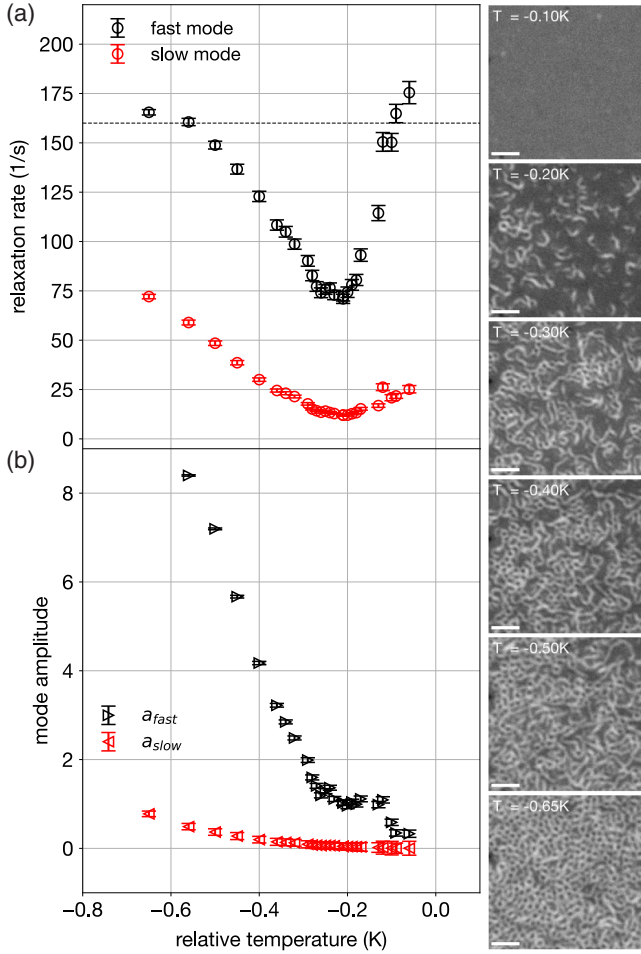 (a)
fast mode
slow mode
200
175
150
125
100
75
50
25
0
relaxation rate (1/s)
(b)
8
6
4
2
0
mode amplitude
a_fast
a_slow
−0.8
−0.6
−0.4
−0.2
0.0
relative temperature (K)
T = -0.10K
T = -0.20K
T = -0.30K
T = -0.40K
T = -0.50K
T = -0.65K